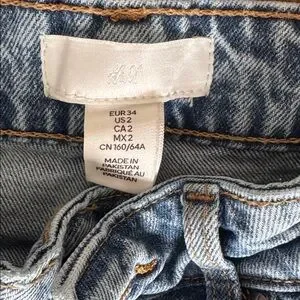 H&M
EUR 34
US 2
CA 2
MX 2
CN 160/64A
MADE IN
PAKISTAN
FABRIQUÉ AU
PAKISTAN